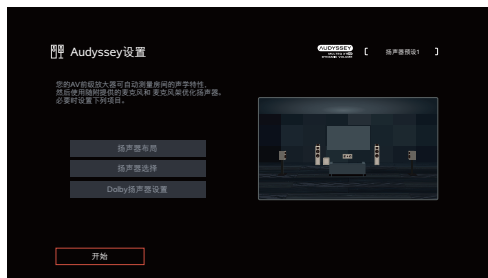 Audyssey设置
AUDYSSEY
[ 扬声器预设1 ]
您的AV前级放大器可自动测量房间的声学特性,
然后使用随附提供的麦克风和 麦克风架优化扬声器。
必要时设置下列项目。
扬声器布局
扬声器选择
Dolby扬声器设置
开始